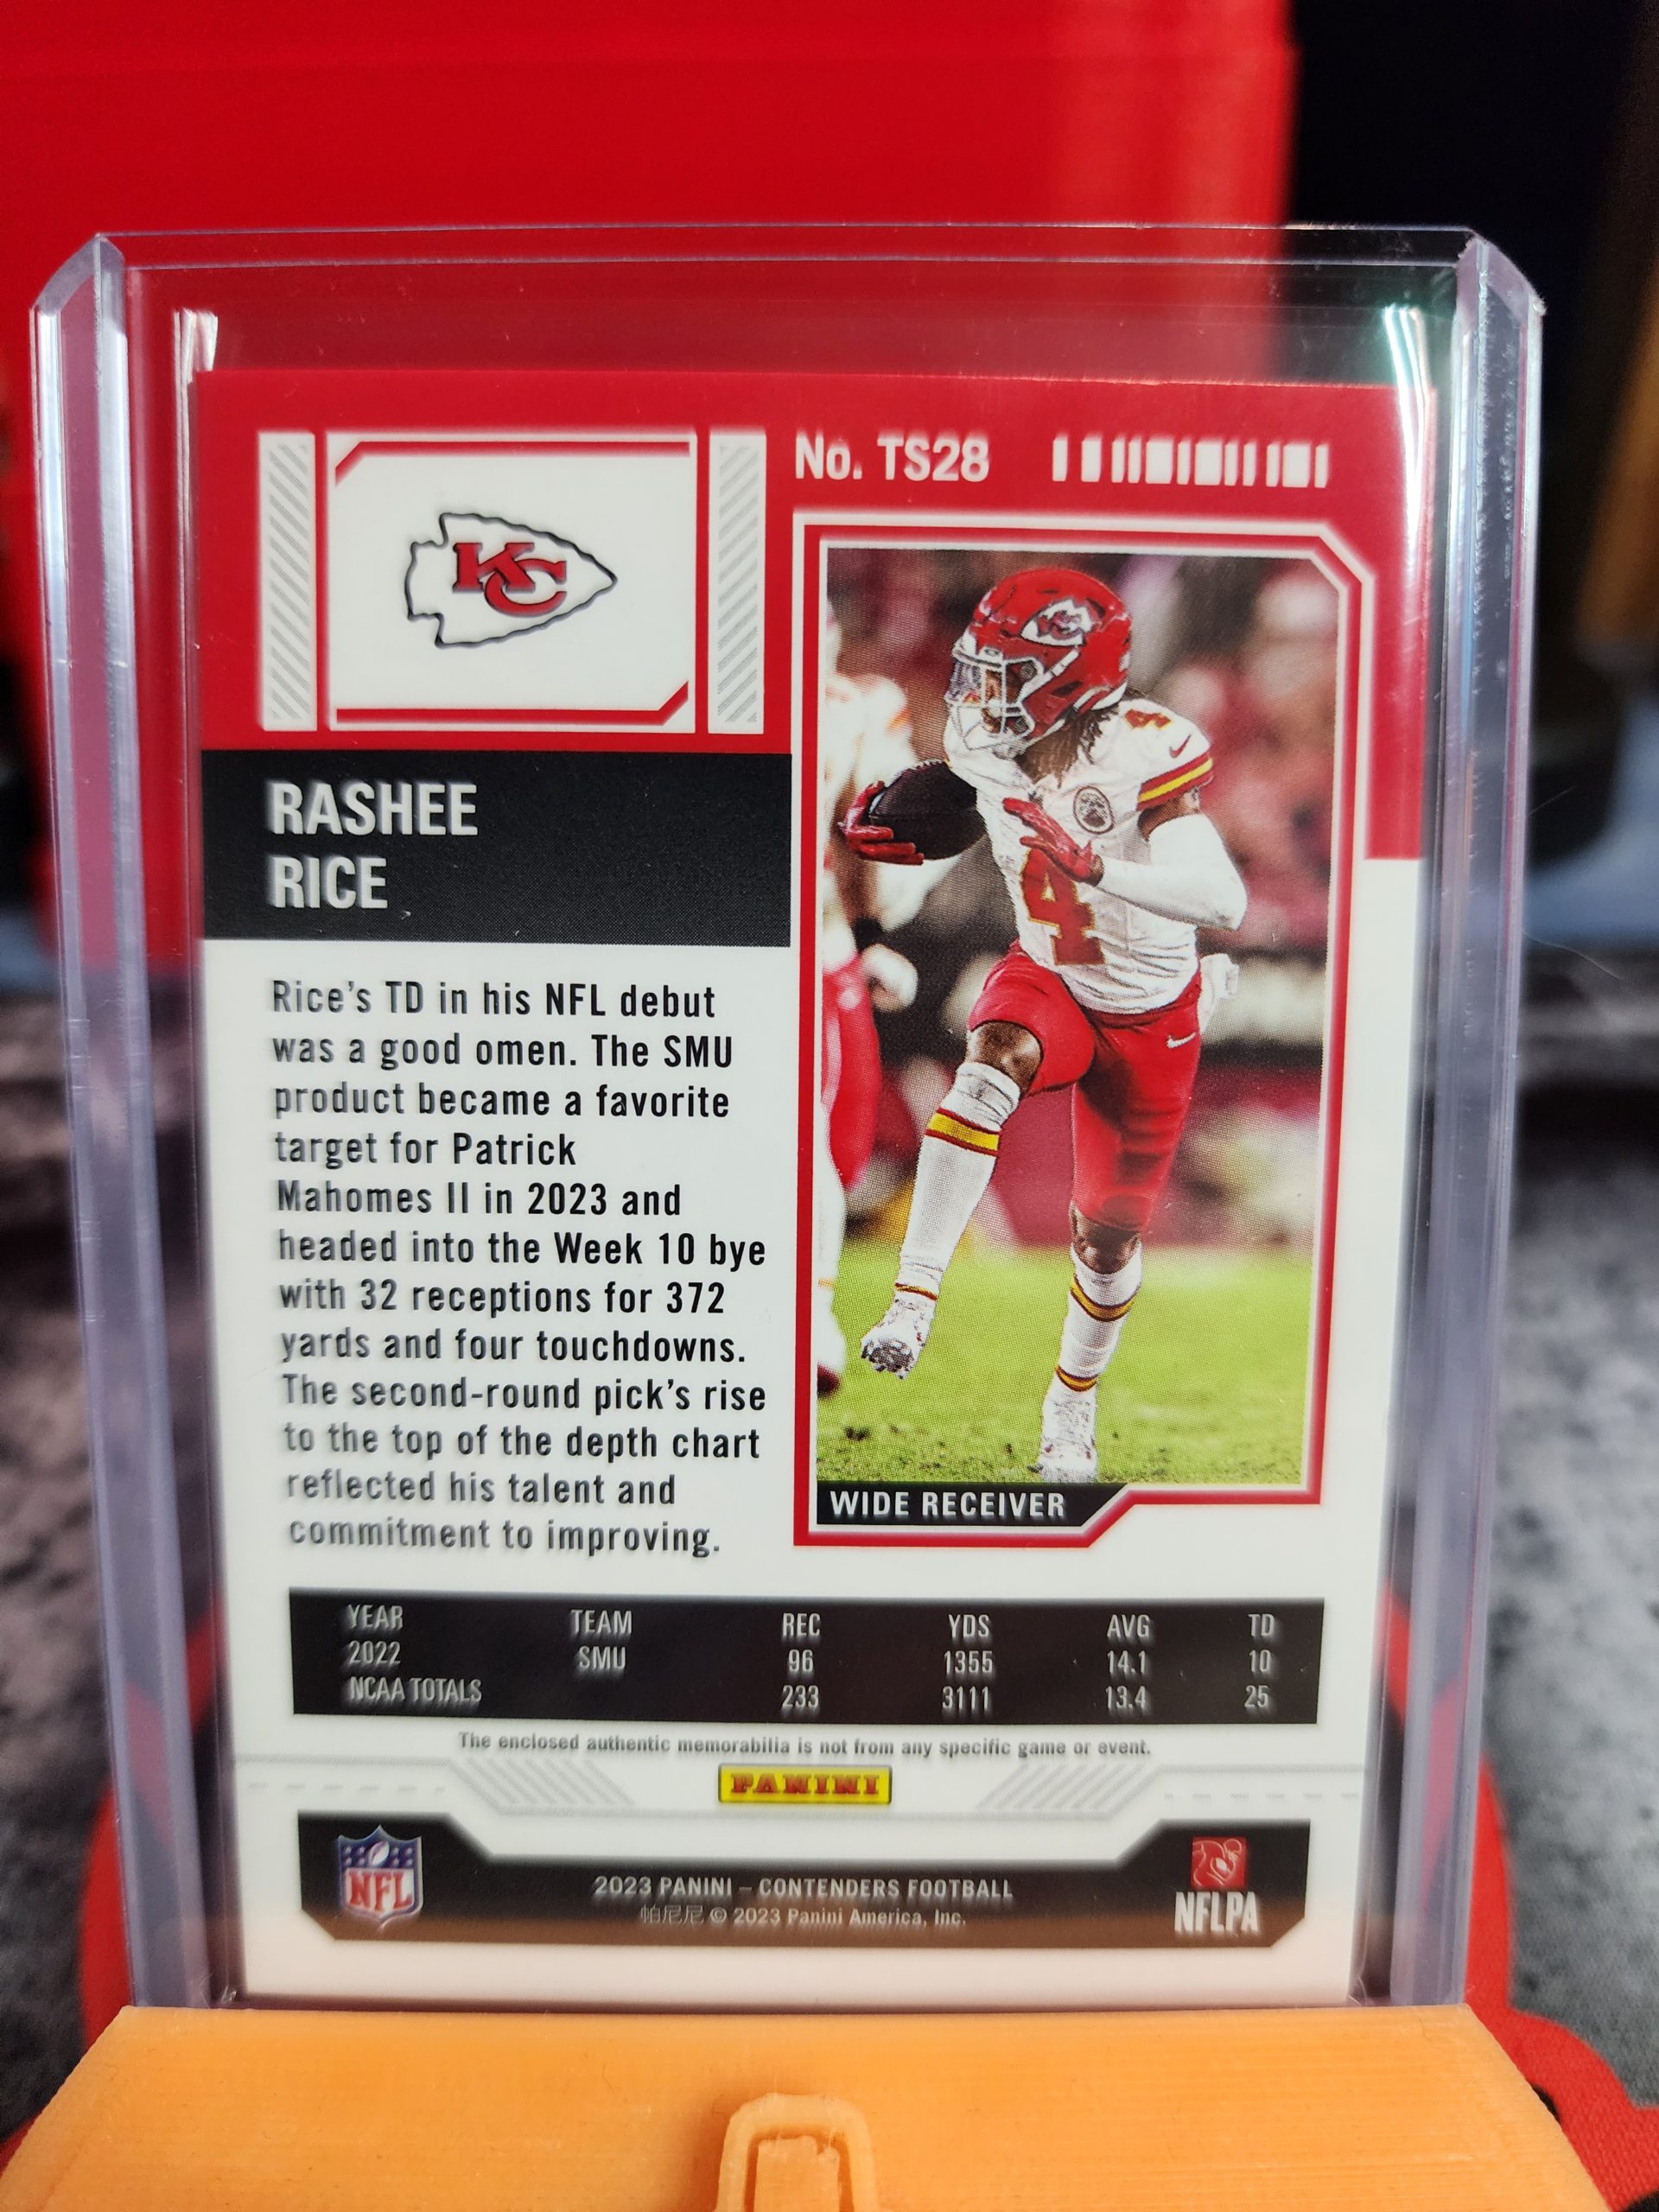 No. TS28
KC
RASHEE
RICE
4
4
Rice's TD in his NFL debut
was a good omen. The SMU
product became a favorite
target for Patrick
Mahomes II in 2023 and
headed into the Week 10 bye
with 32 receptions for 372
yards and four touchdowns.
The second-round pick's rise
to the top of the depth chart
reflected his talent and
commitment to improving.
WIDE RECEIVER
YEAR TEAM REC YDS AVG TD
2022 SMU 96 1355 14.1 10
NCAA TOTALS 233 3111 13.4 25
The enclosed authentic memorabilia is not from any specific game or event.
PANINI
NFL
2023 PANINI – CONTENDERS FOOTBALL
帕尼尼 © 2023 Panini America, Inc.
NFLPA